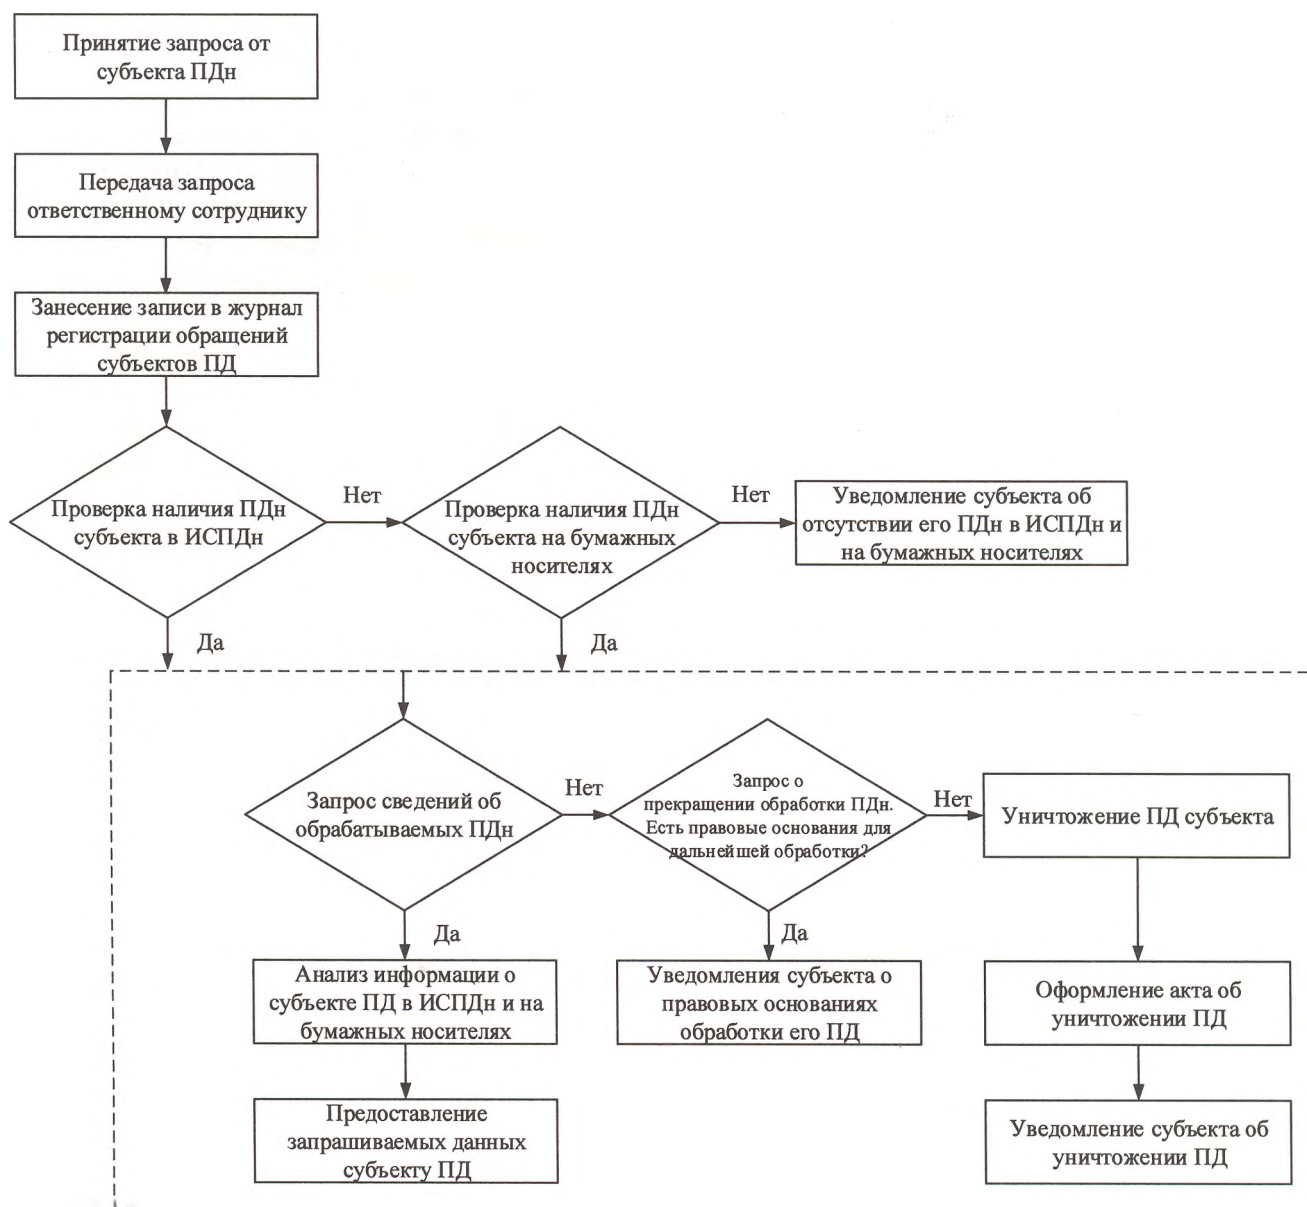 Принятие запроса от
субъекта ПДн
Передача запроса
ответственному сотруднику
Занесение записи в журнал
регистрации обращений
субъектов ПД
Проверка наличия ПДн
субъекта в ИСПДн
Нет
Проверка наличия ПДн
субъекта на бумажных
носителях
Нет
Уведомление субъекта об
отсутствии его ПДн в ИСПДн и
на бумажных носителях
Да
Да
Запрос сведений об
обрабатываемых ПДн
Нет
Запрос о
прекращении обработки ПДн.
Есть правовые основания для
дальнейшей обработки?
Нет
Уничтожение ПД субъекта
Да
Да
Анализ информации о
субъекте ПД в ИСПДн и на
бумажных носителях
Уведомления субъекта о
правовых основаниях
обработки его ПД
Оформление акта об
уничтожении ПД
Предоставление
запрашиваемых данных
субъекту ПД
Уведомление субъекта об
уничтожении ПД